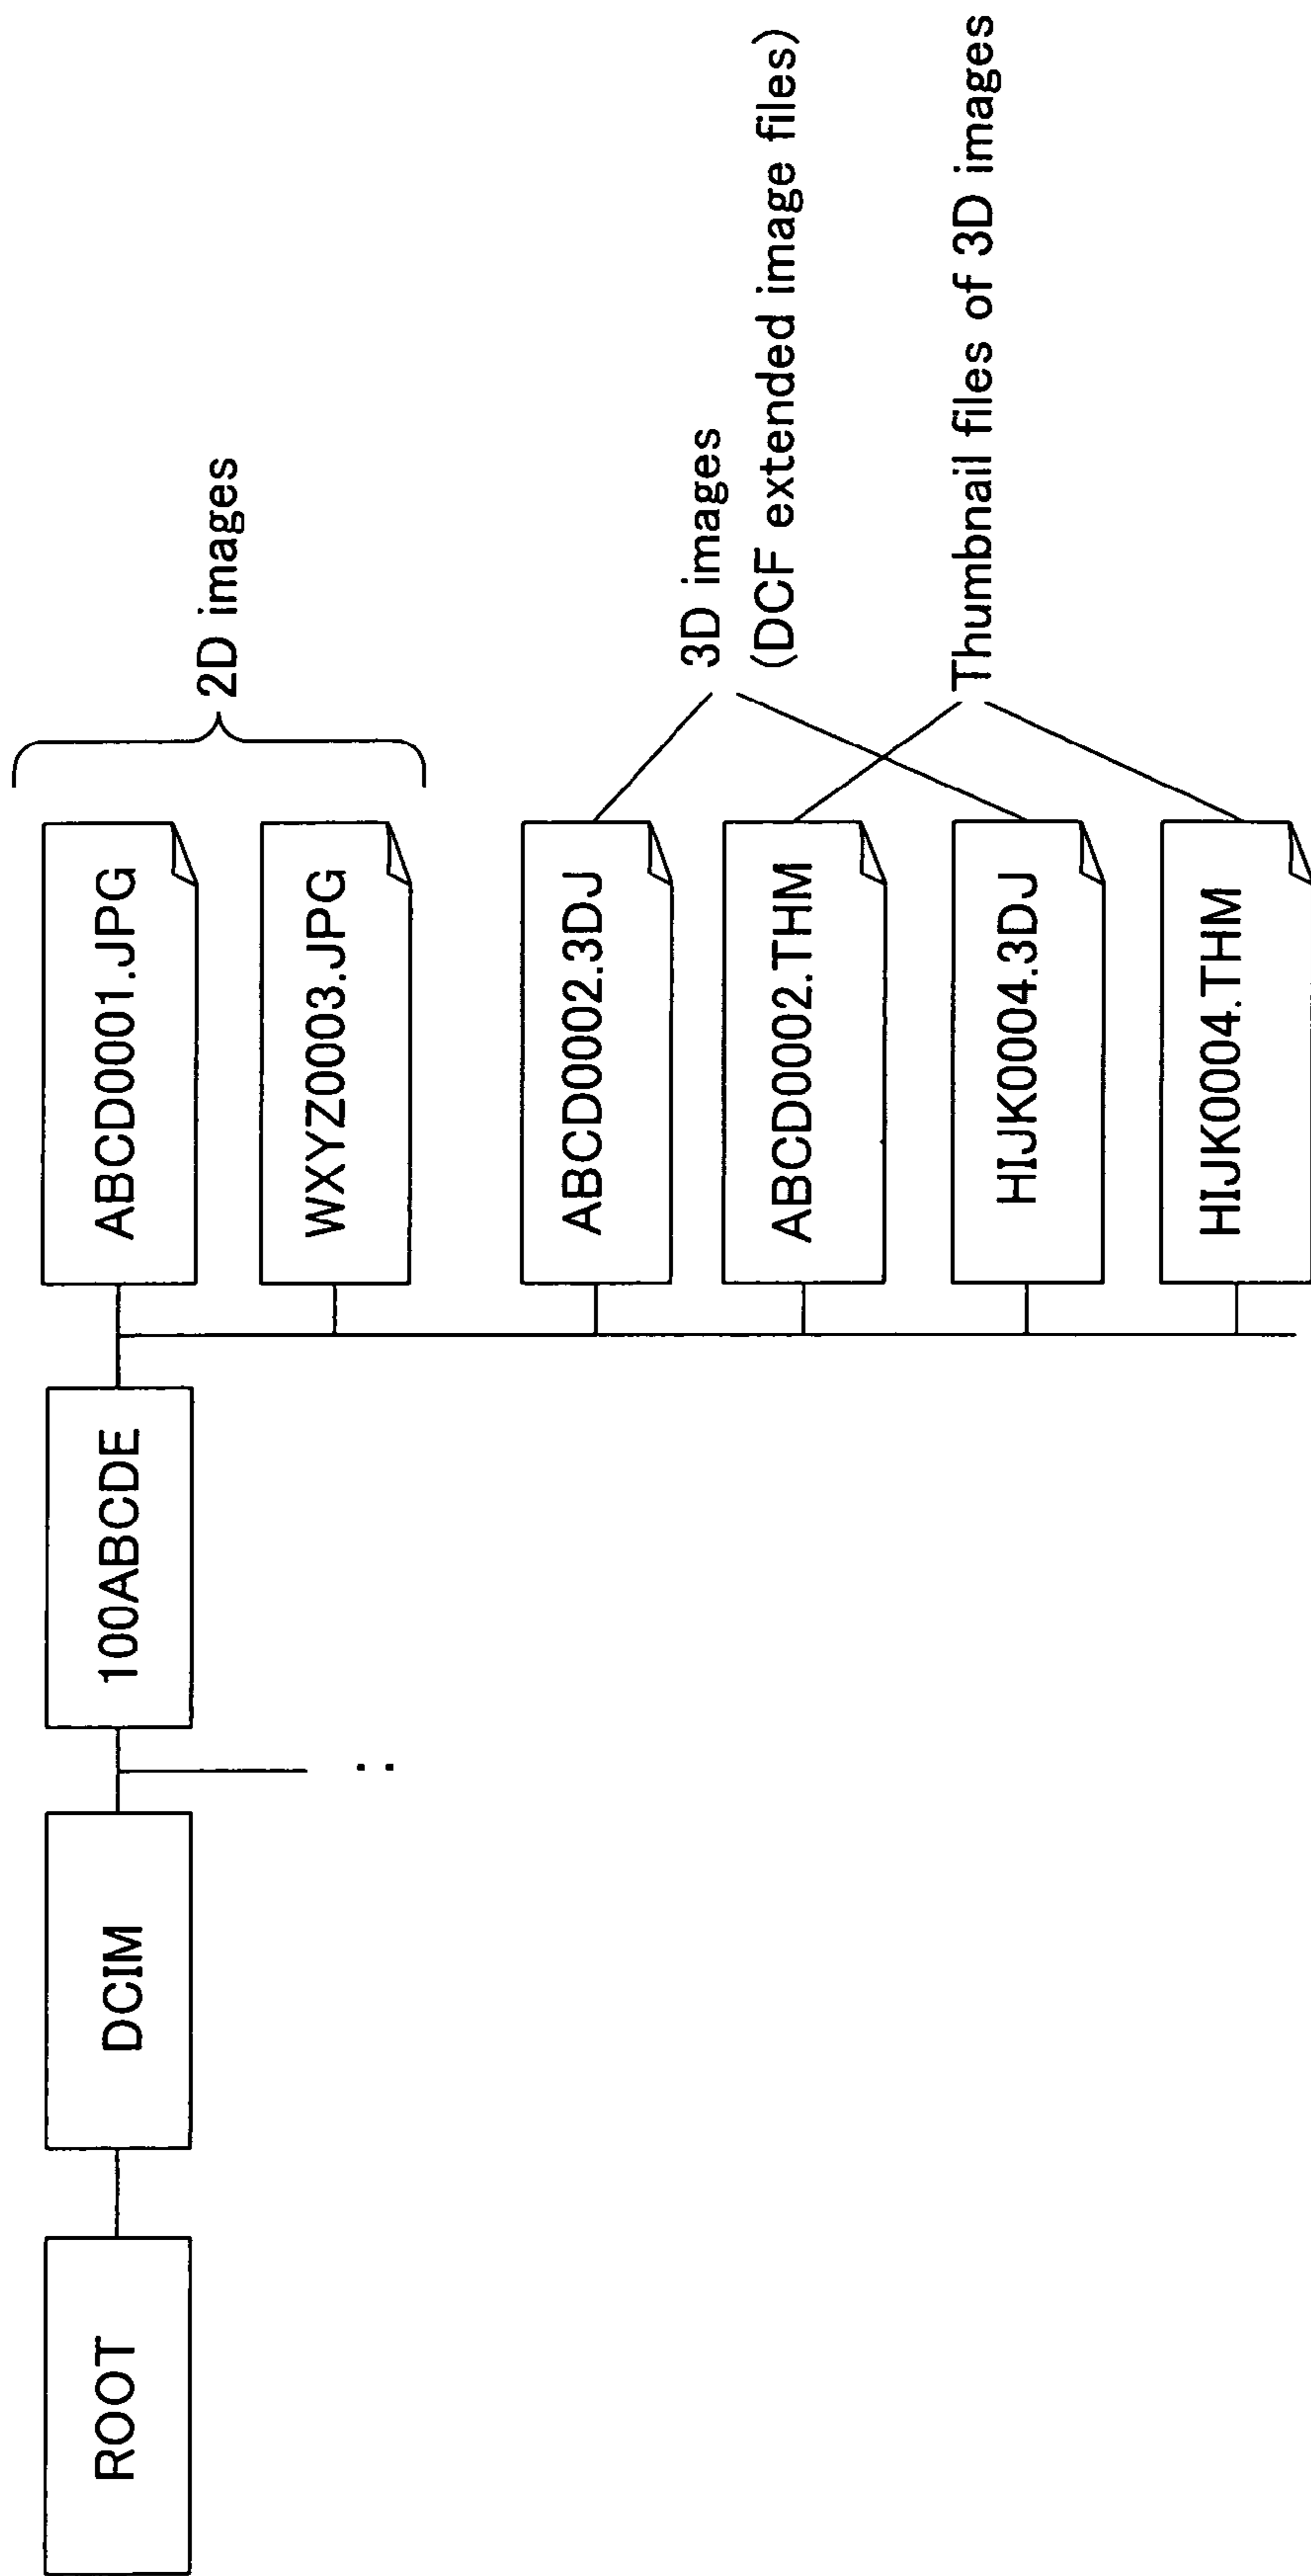 ROOT
DCIM
100ABCDE
ABCD0001.JPG
WXYZ0003.JPG
2D images
ABCD0002.3DJ
ABCD0002.THM
HIJK0004.3DJ
HIJK0004.THM
3D images
(DCF extended image files)
Thumbnail files of 3D images